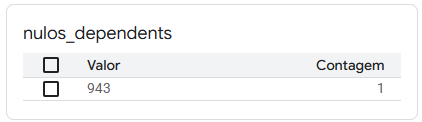 nulos_dependents
Valor Contagem
943 1